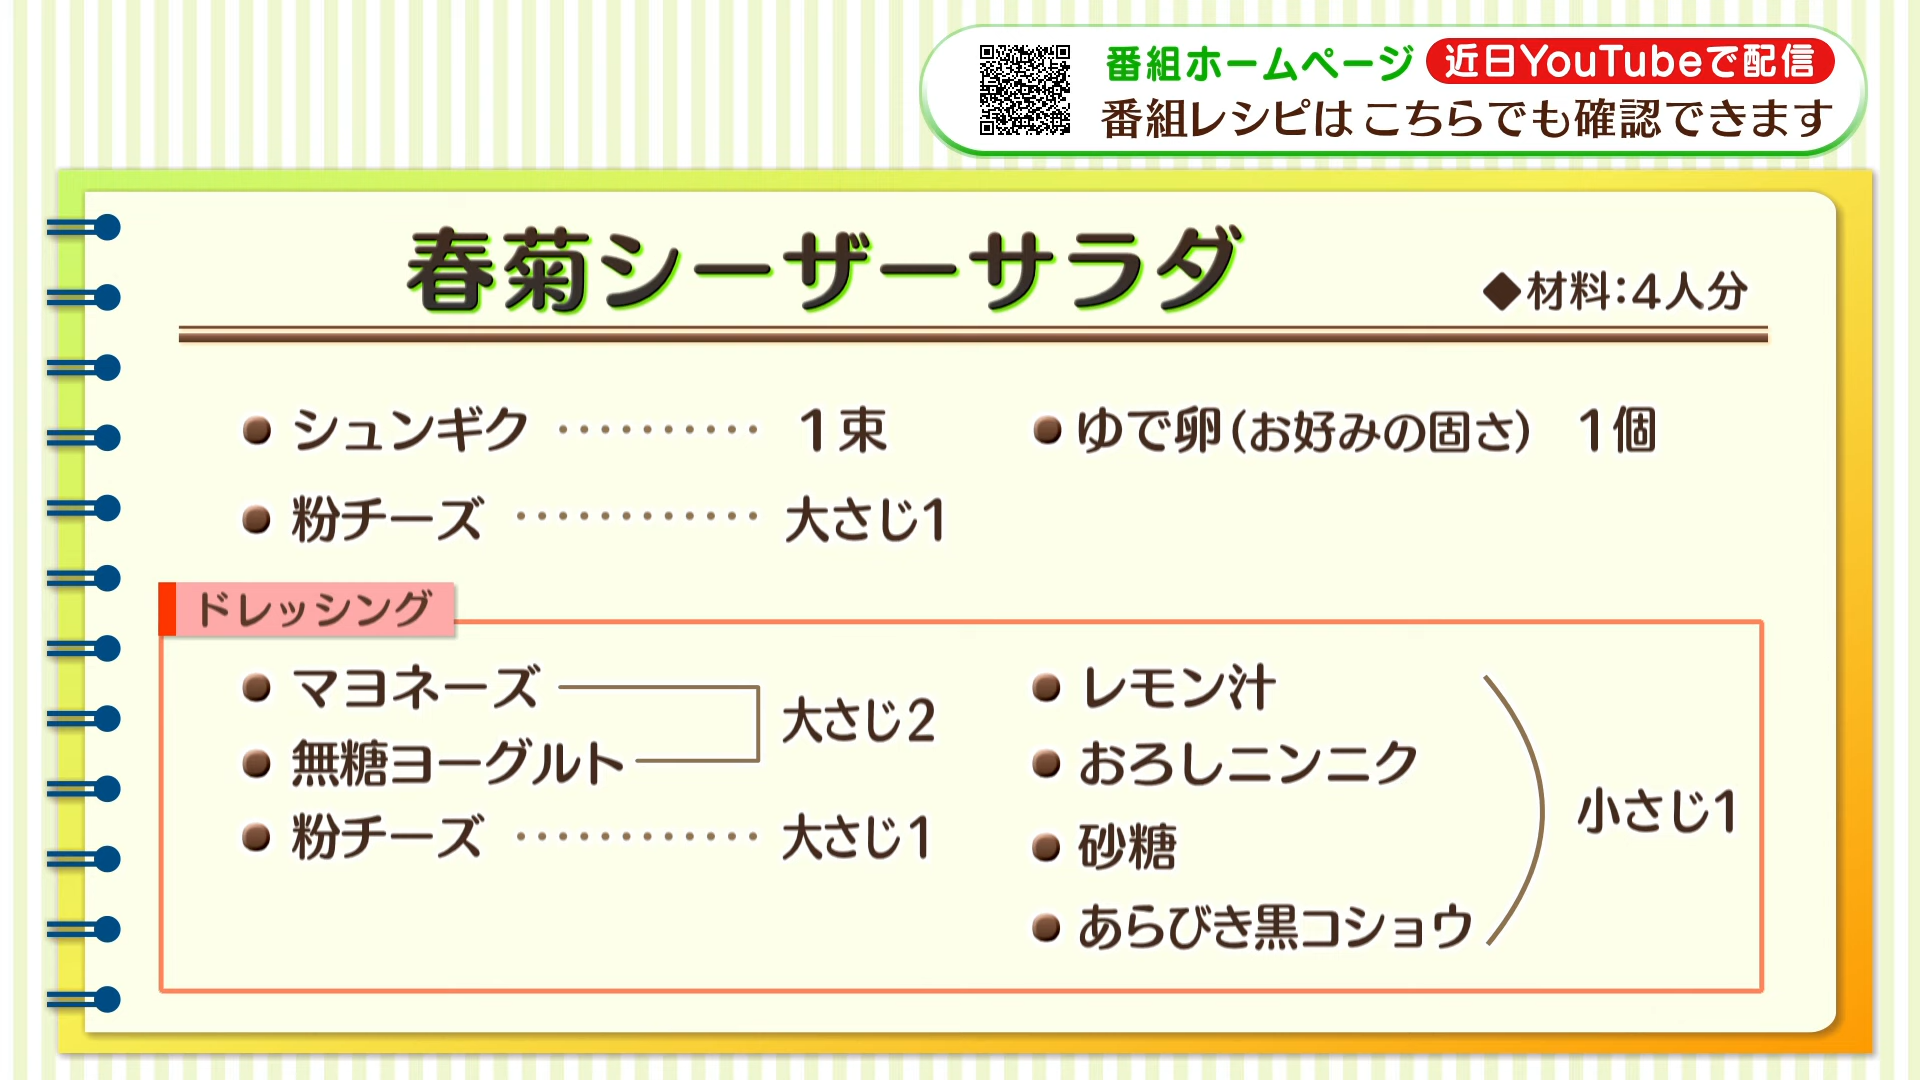 番組ホームページ 近日YouTubeで配信
番組レシピは こちらでも確認できます
春菊シーザーサラダ
◆材料：4人分
シュンギク ・・・・・・・・・・ 1束
粉チーズ ・・・・・・・・・・・・ 大さじ1
ゆで卵（お好みの固さ） 1個
ドレッシング
マヨネーズ
無糖ヨーグルト
大さじ2
粉チーズ ・・・・・・・・・・・・ 大さじ1
レモン汁
おろしニンニク
砂糖
あらびき黒コショウ
小さじ1